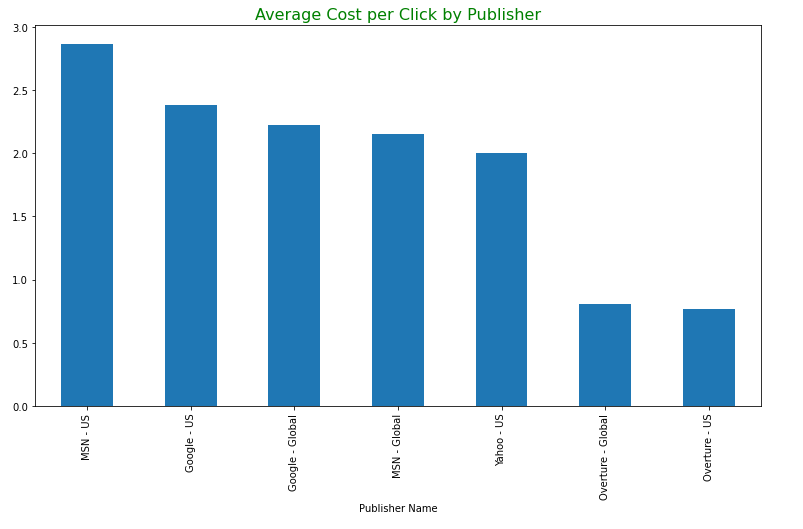 Average Cost per Click by Publisher
3.0
2.5
2.0
1.5
1.0
0.5
0.0
MSN - US
Google - US
Google - Global
MSN - Global
Yahoo - US
Overture - Global
Overture - US
Publisher Name